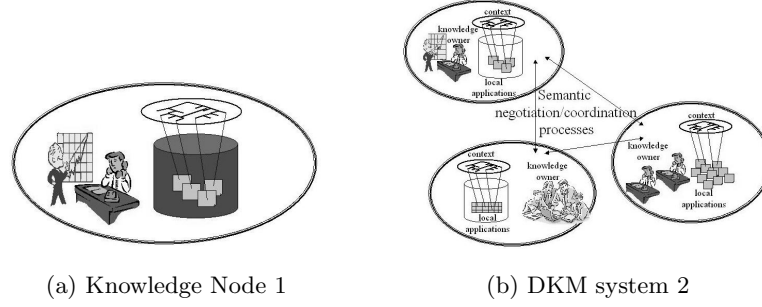 context
knowledge
owner
local
applications
Semantic
negotiation/coordination
processes
context
knowledge
owner
local
applications
context
knowledge
owner
local
applications
(a) Knowledge Node 1
(b) DKM system 2